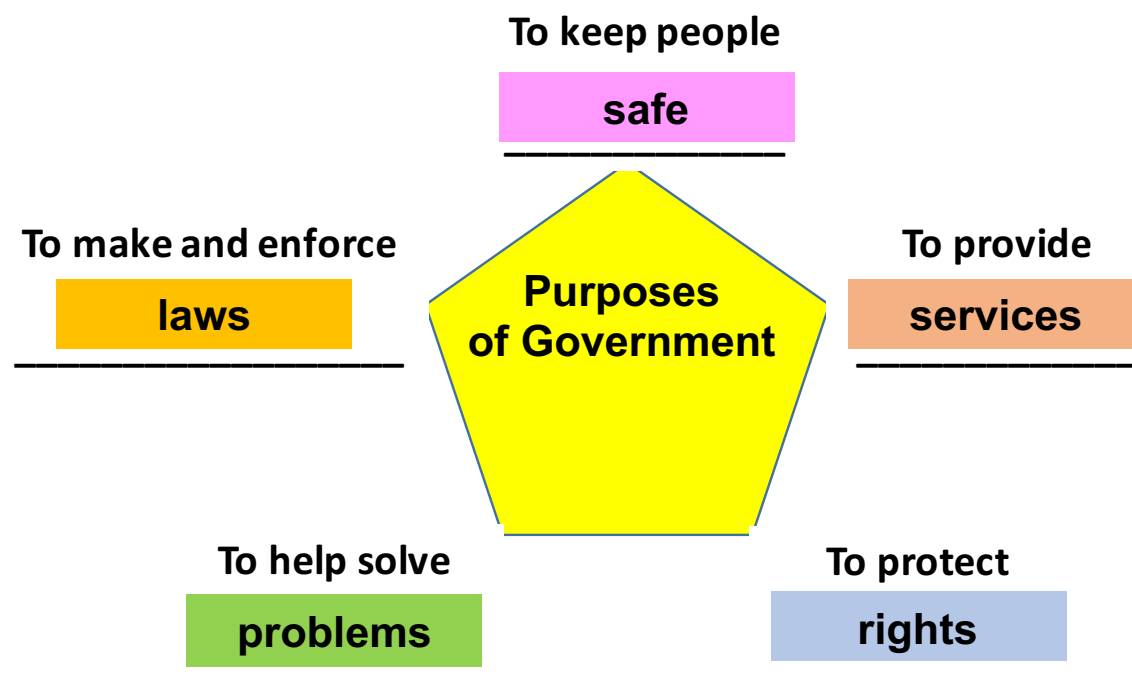 To keep people
safe
To make and enforce
laws
Purposes
of Government
To provide
services
To help solve
problems
To protect
rights